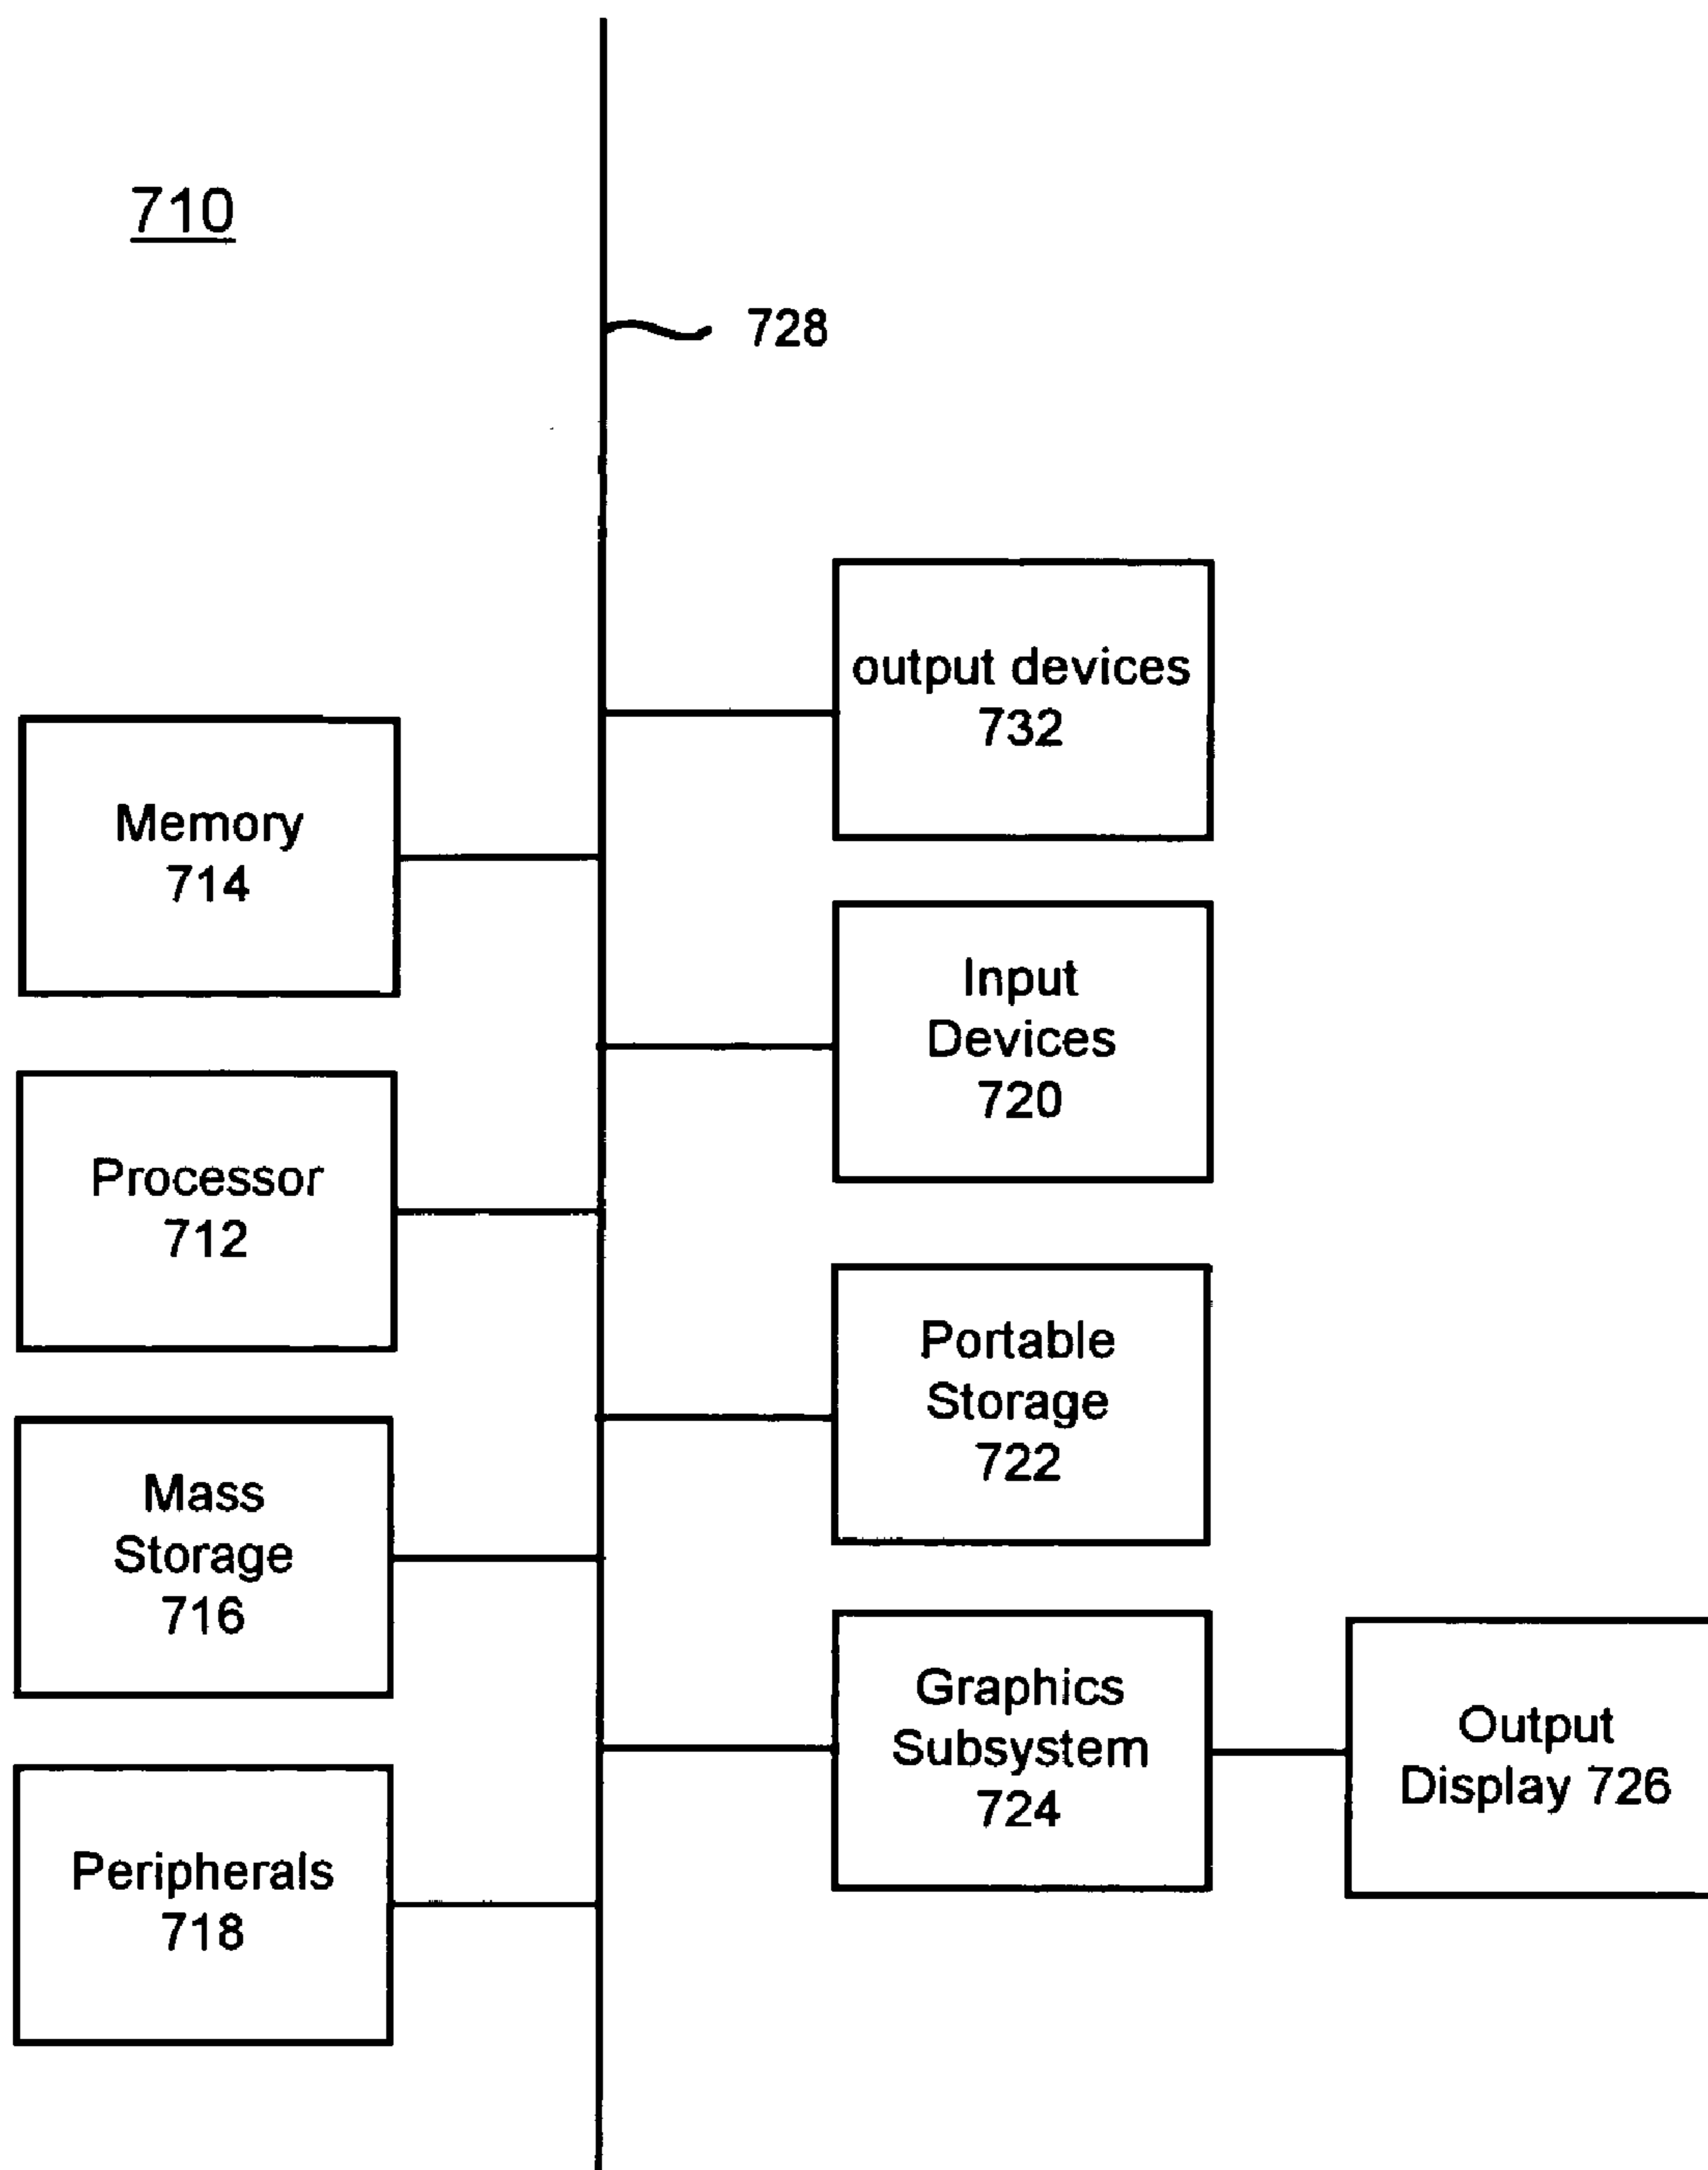 710
728
output devices
732
Memory
714
Input
Devices
720
Processor
712
Portable
Storage
722
Mass
Storage
716
Graphics
Subsystem
724
Output
Display 726
Peripherals
718